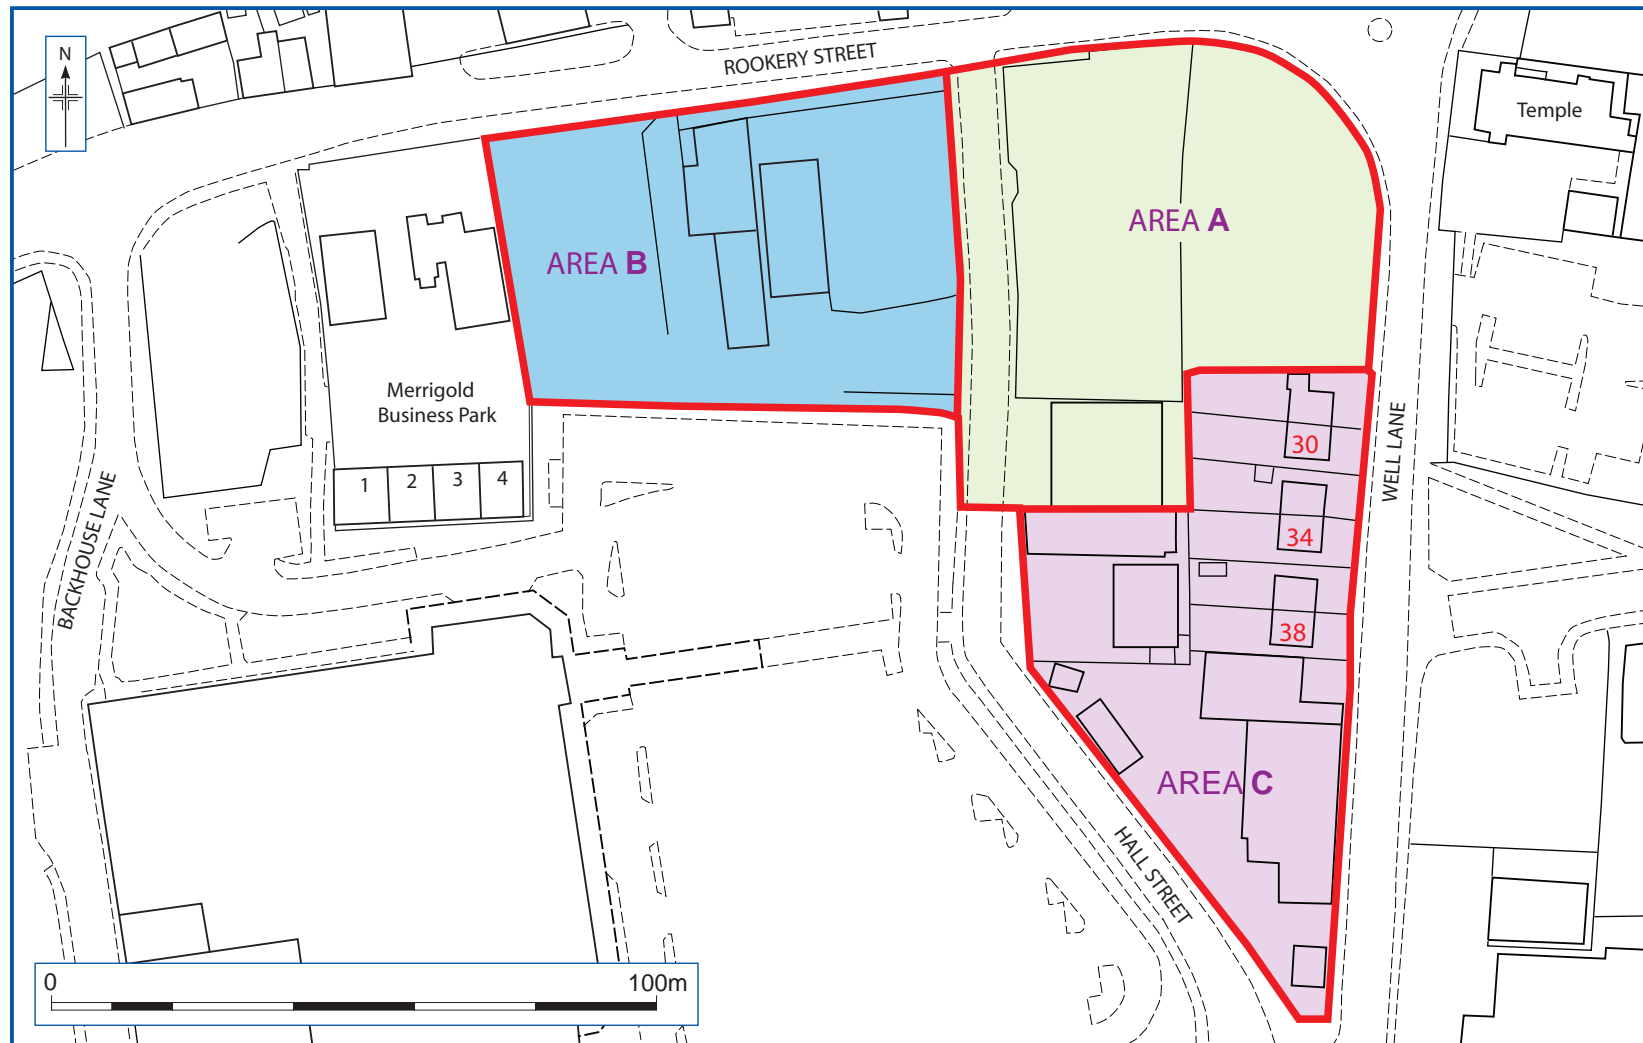 N
ROOKERY STREET
Temple
AREA A
AREA B
Merrigold
Business Park
1 2 3 4
30
34
38
WELL LANE
BACKHOUSE LANE
AREA C
HALL STREET
0 100m